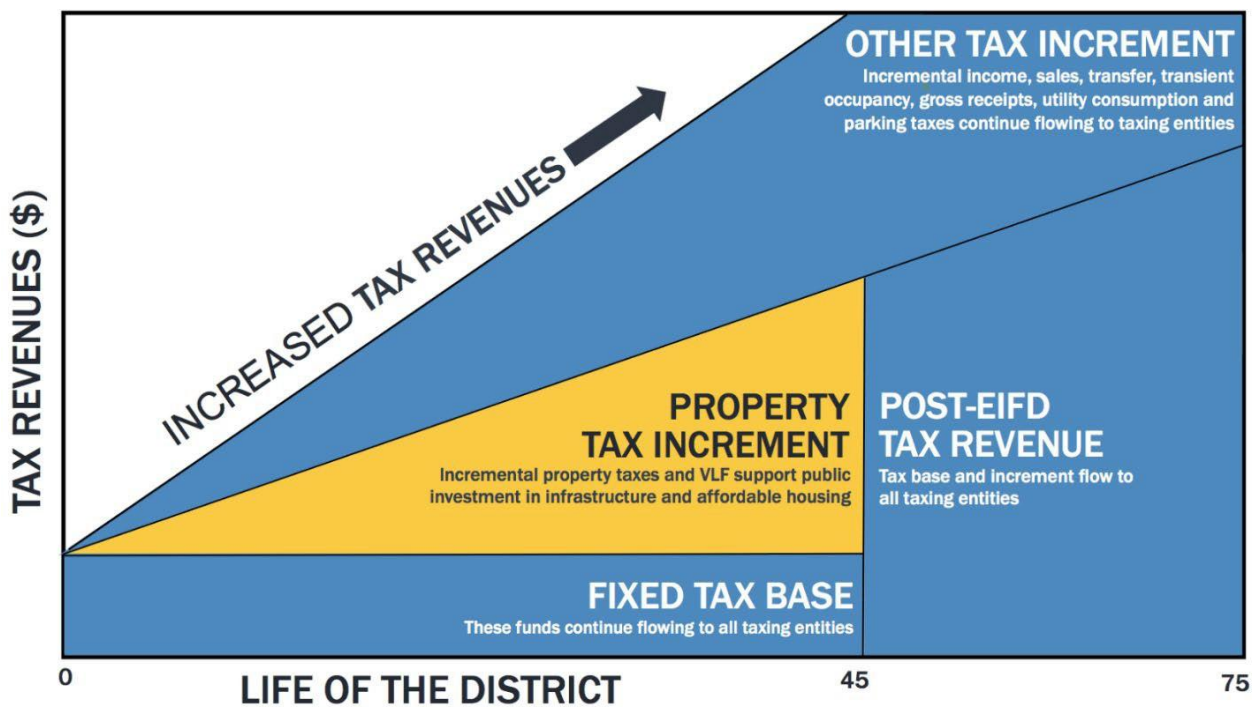 OTHER TAX INCREMENT
Incremental income, sales, transfer, transient
occupancy, gross receipts, utility consumption and
parking taxes continue flowing to taxing entities
INCREASED TAX REVENUES
TAX REVENUES ($)
PROPERTY
TAX INCREMENT
Incremental property taxes and VLF support public
investment in infrastructure and affordable housing
POST-EIFD
TAX REVENUE
Tax base and increment flow to
all taxing entities
FIXED TAX BASE
These funds continue flowing to all taxing entities
0
45
75
LIFE OF THE DISTRICT